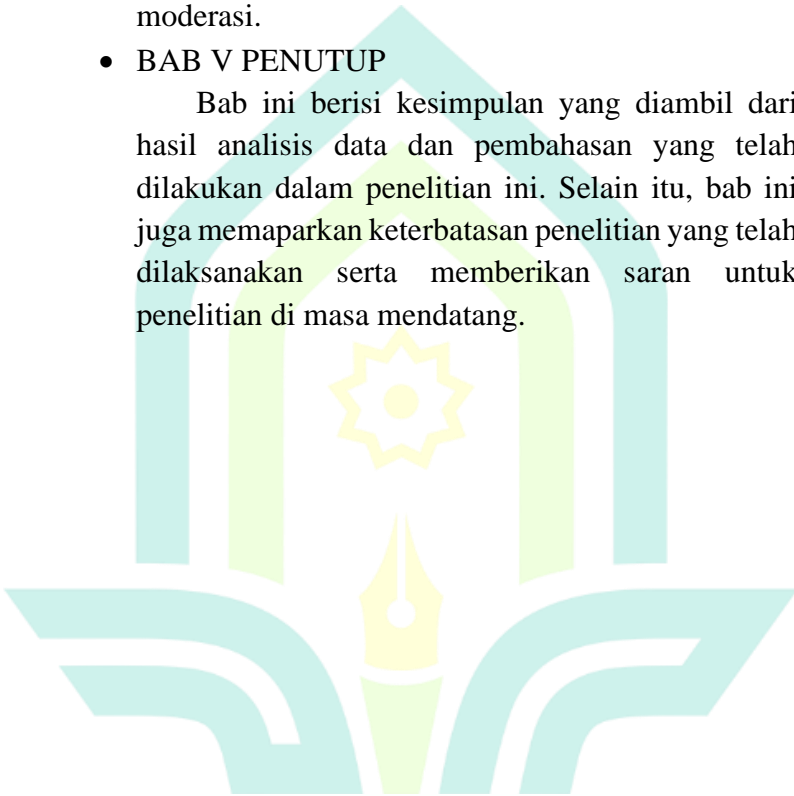 moderasi.
• BAB V PENUTUP
Bab ini berisi kesimpulan yang diambil dari
hasil analisis data dan pembahasan yang telah
dilakukan dalam penelitian ini. Selain itu, bab ini
juga memaparkan keterbatasan penelitian yang telah
dilaksanakan serta memberikan saran untuk
penelitian di masa mendatang.